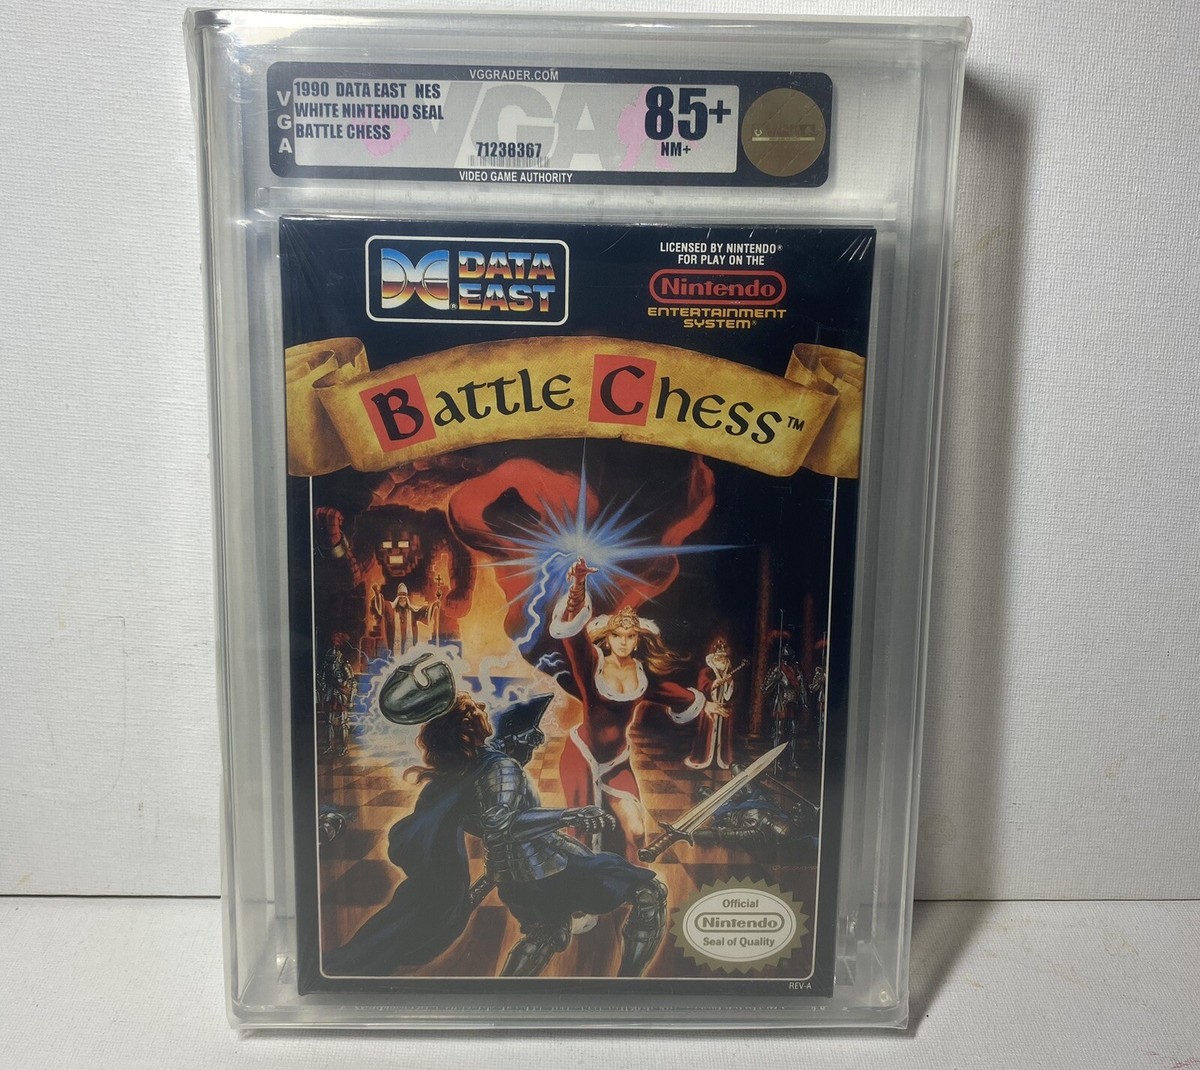 VGGRADER.COM
VGA
1990 DATA EAST NES
WHITE NINTENDO SEAL
BATTLE CHESS
VGA
71238367
85+
NM+
VIDEO GAME AUTHORITY
DATA
EAST®
LICENSED BY NINTENDO®
FOR PLAY ON THE
Nintendo
ENTERTAINMENT
SYSTEM®
Battle Chess™
Official
Nintendo
Seal of Quality
REV-A